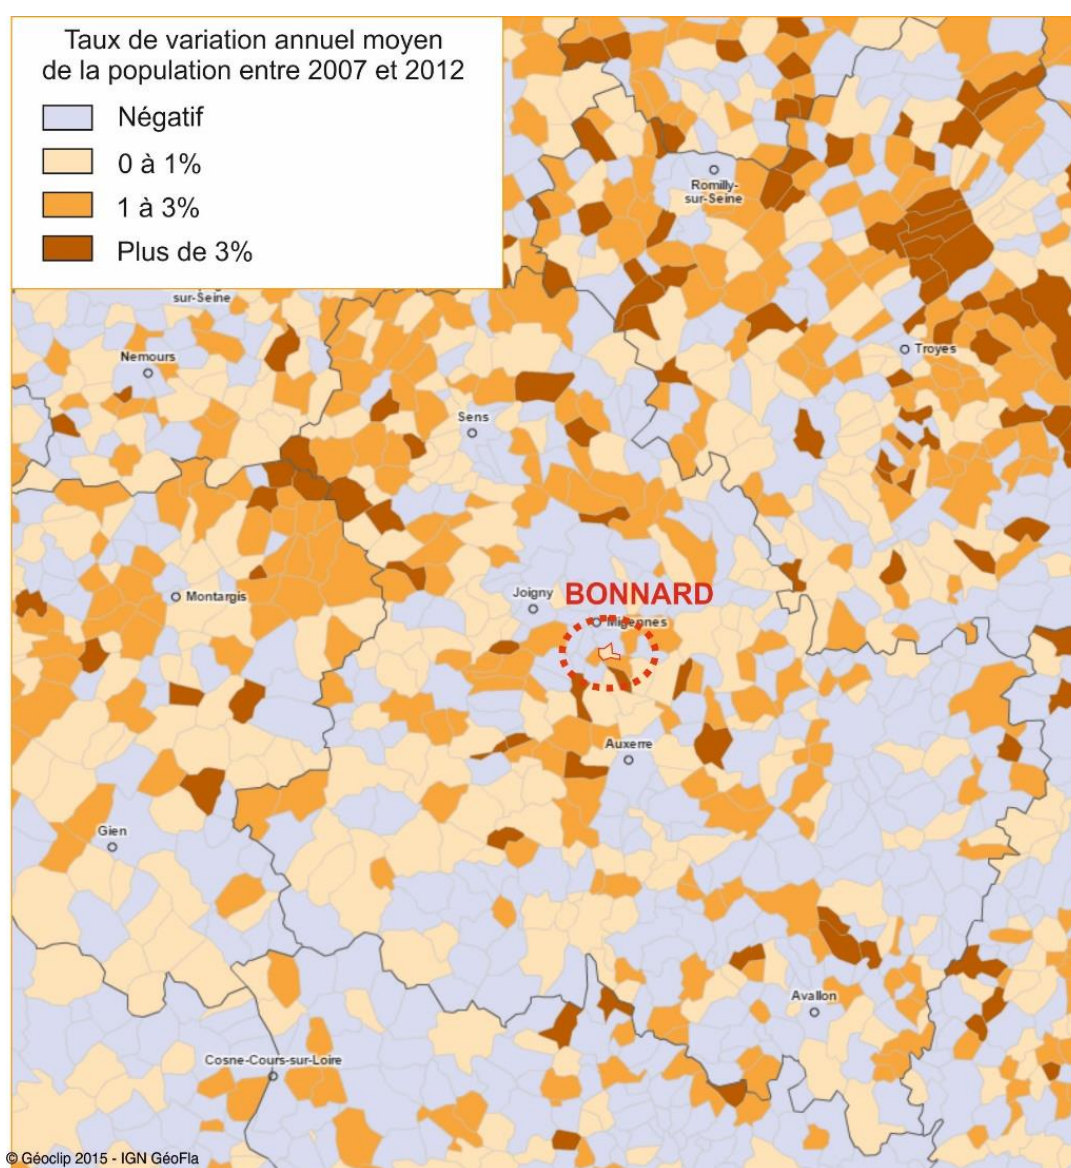 Taux de variation annuel moyen
de la population entre 2007 et 2012
Négatif
0 à 1%
1 à 3%
Plus de 3%
Romilly-
sur-Seine
sur-Seine
Nemours
Troyes
Sens
Joigny
BONNARD
Montargis
Migennes
Auxerre
Gien
Avallon
Cosne-Cours-sur-Loire
© Géoclip 2015 - IGN GéoFla